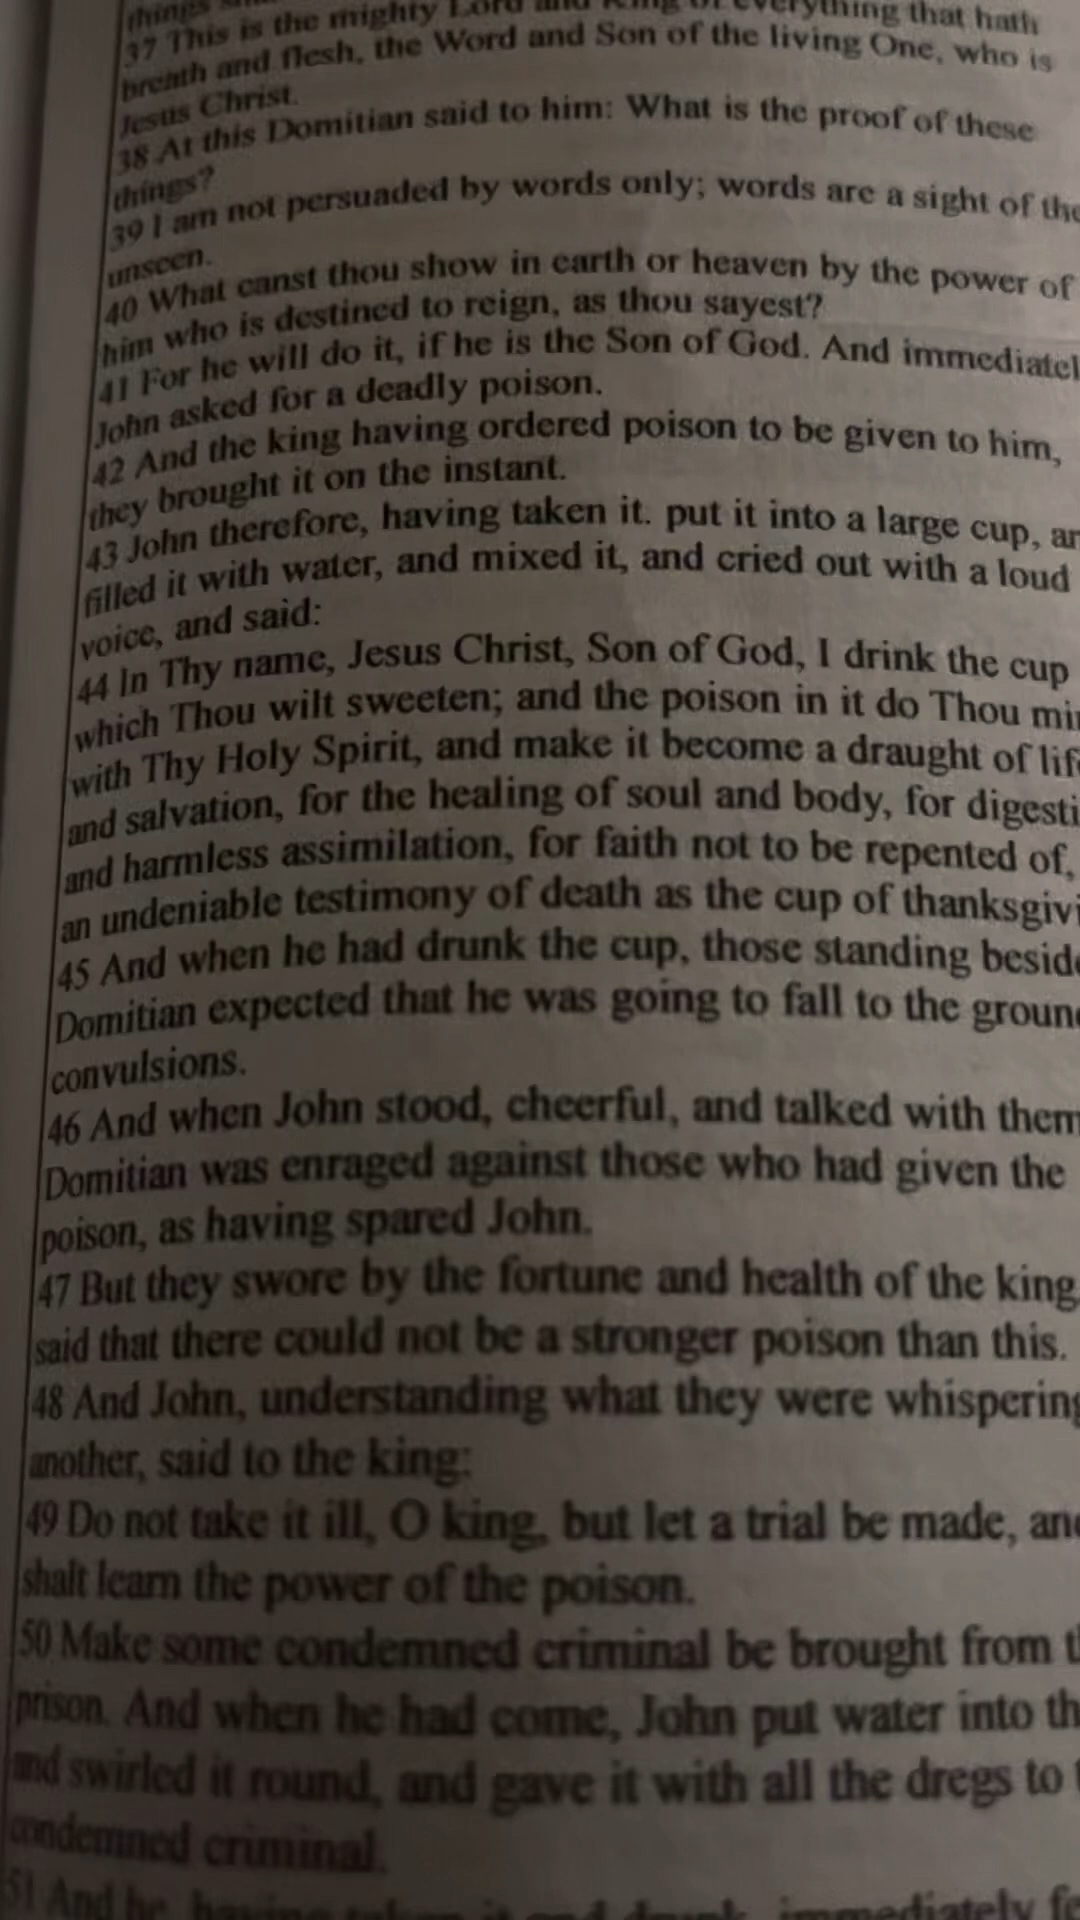 things
37 This is the mighty Lord and King of everything that hath
breath and flesh, the Word and Son of the living One, who is
Jesus Christ.
38 At this Domitian said to him: What is the proof of these
things?
39 I am not persuaded by words only; words are a sight of the
unseen.
40 What canst thou show in earth or heaven by the power of
him who is destined to reign, as thou sayest?
41 For he will do it, if he is the Son of God. And immediatel
John asked for a deadly poison.
42 And the king having ordered poison to be given to him,
they brought it on the instant.
43 John therefore, having taken it. put it into a large cup, an
filled it with water, and mixed it, and cried out with a loud
voice, and said:
44 In Thy name, Jesus Christ, Son of God, I drink the cup
which Thou wilt sweeten; and the poison in it do Thou min
with Thy Holy Spirit, and make it become a draught of life
and salvation, for the healing of soul and body, for digesti
and harmless assimilation, for faith not to be repented of,
an undeniable testimony of death as the cup of thanksgivi
45 And when he had drunk the cup, those standing beside
Domitian expected that he was going to fall to the ground
convulsions.
46 And when John stood, cheerful, and talked with them
Domitian was enraged against those who had given the
poison, as having spared John.
47 But they swore by the fortune and health of the king,
said that there could not be a stronger poison than this.
48 And John, understanding what they were whispering
another, said to the king:
49 Do not take it ill, O king, but let a trial be made, and
shalt learn the power of the poison.
50 Make some condemned criminal be brought from t
prison. And when he had come, John put water into th
and swirled it round, and gave it with all the dregs to t
condemned criminal.
51 And he, having taken it and drunk, immediately fe